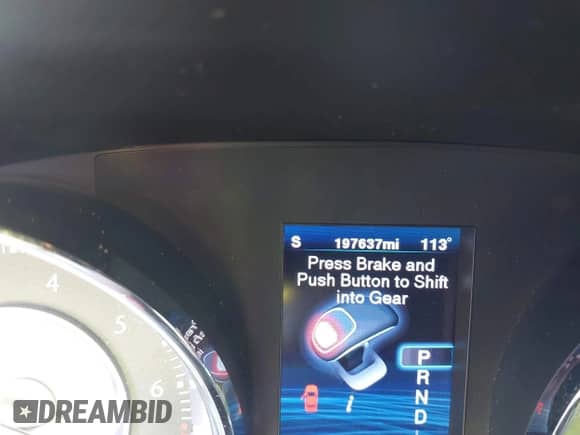 S 197637mi 113°
Press Brake and
Push Button to Shift
into Gear
P
R
N
D
4
5
6
DREAMBID